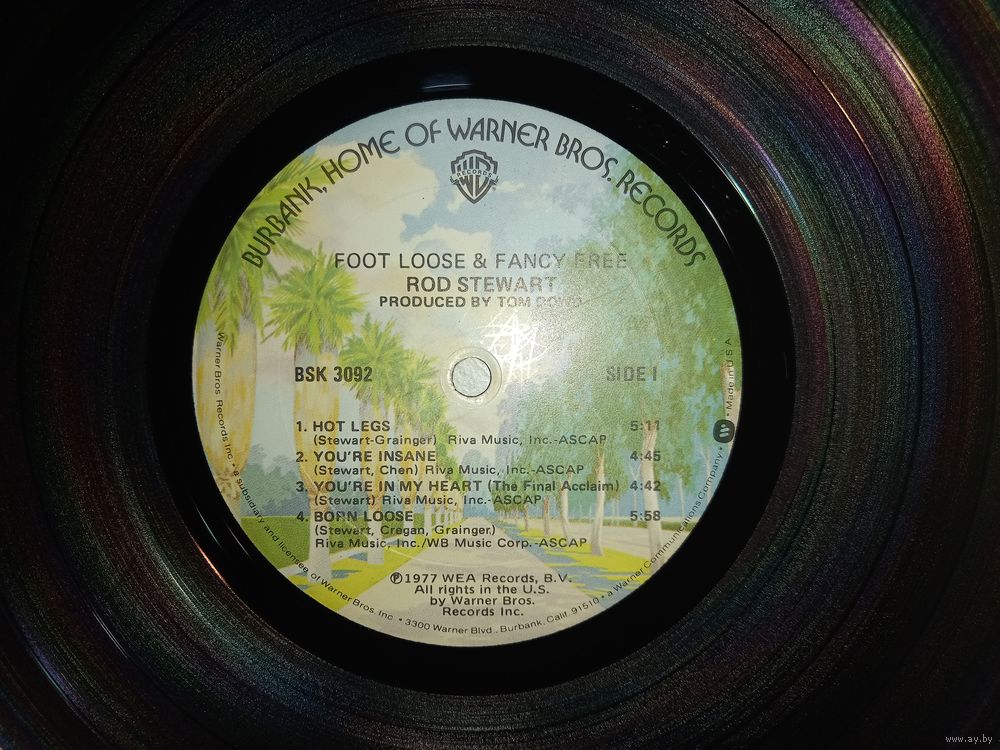 BURBANK, HOME OF WARNER BROS. RECORDS
WB
RECORDS
FOOT LOOSE & FANCY FREE
ROD STEWART
PRODUCED BY TOM DOWD
BSK 3092 SIDE 1
1. HOT LEGS 5:11
(Stewart-Grainger) Riva Music, Inc.-ASCAP
2. YOU'RE INSANE 4:45
(Stewart, Chen) Riva Music, Inc.-ASCAP
3. YOU'RE IN MY HEART (The Final Acclaim) 4:42
(Stewart) Riva Music, Inc.-ASCAP
4. BORN LOOSE 5:58
(Stewart, Cregan, Grainger)
Riva Music, Inc./WB Music Corp.-ASCAP
℗1977 WEA Records, B.V.
All rights in the U.S.
by Warner Bros.
Records Inc.
Warner Bros. Records Inc. • a subsidiary and licensee of Warner Bros. Inc. • 3300 Warner Blvd., Burbank, Calif. 91510 • a Warner Communications Company • Made in U.S.A.
www.ay.by